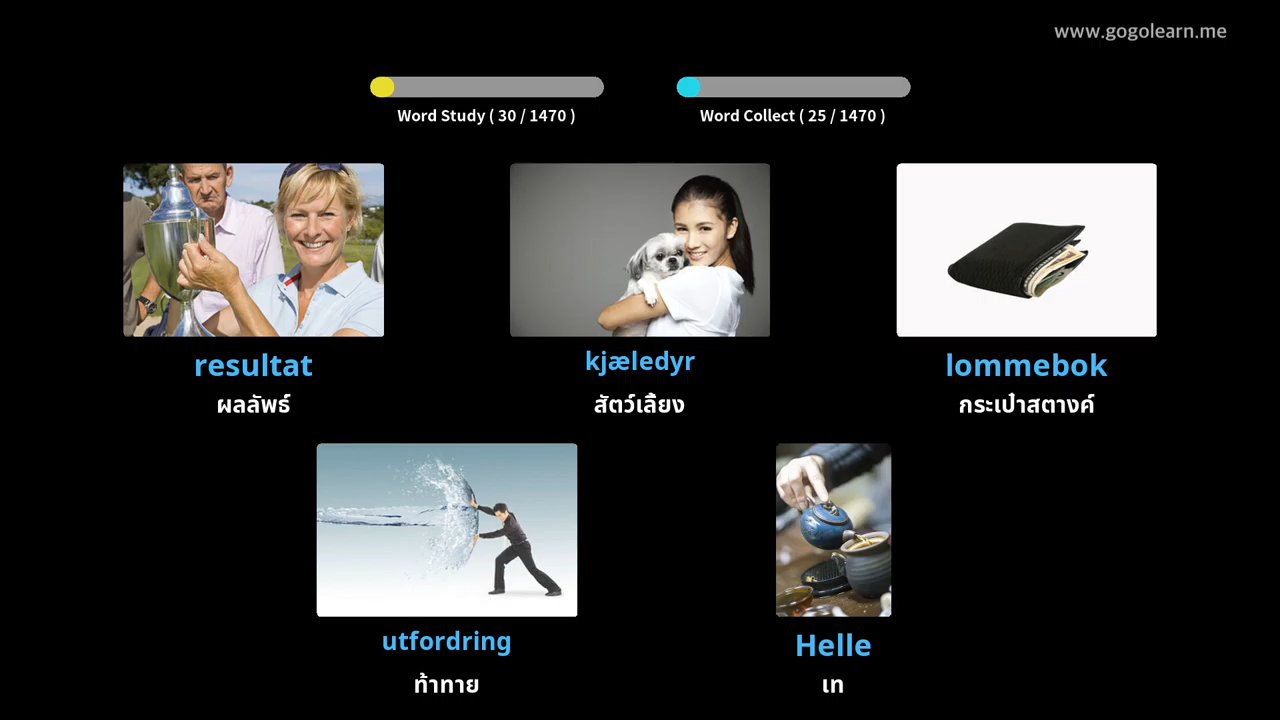 www.gogolearn.me
Word Study ( 30 / 1470 )
Word Collect ( 25 / 1470 )
resultat
ผลลัพธ์
kjæledyr
สัตว์เลี้ยง
lommebok
กระเป๋าสตางค์
utfordring
ท้าทาย
Helle
เท